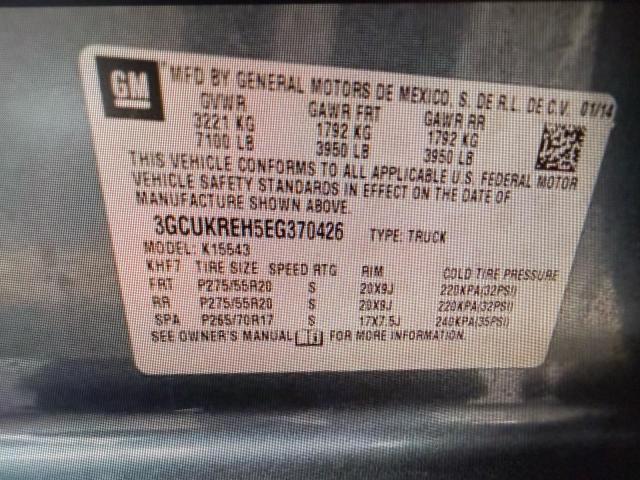 GM MFD BY GENERAL MOTORS DE MEXICO, S. DE R.L. DE C.V. 01/14
GVWR GAWR FRT GAWR RR
3221 KG 1792 KG 1792 KG
7100 LB 3950 LB 3950 LB
THIS VEHICLE CONFORMS TO ALL APPLICABLE U.S. FEDERAL MOTOR
VEHICLE SAFETY STANDARDS IN EFFECT ON THE DATE OF
MANUFACTURE SHOWN ABOVE.
3GCUKREH5EG370426 TYPE: TRUCK
MODEL: K15543
KHF7 TIRE SIZE SPEED RTG RIM COLD TIRE PRESSURE
FRT P275/55R20 S 20X9J 220KPA(32PSI)
RR P275/55R20 S 20X9J 220KPA(32PSI)
SPA P265/70R17 S 17X7.5J 240KPA(35PSI)
SEE OWNER'S MANUAL FOR MORE INFORMATION.